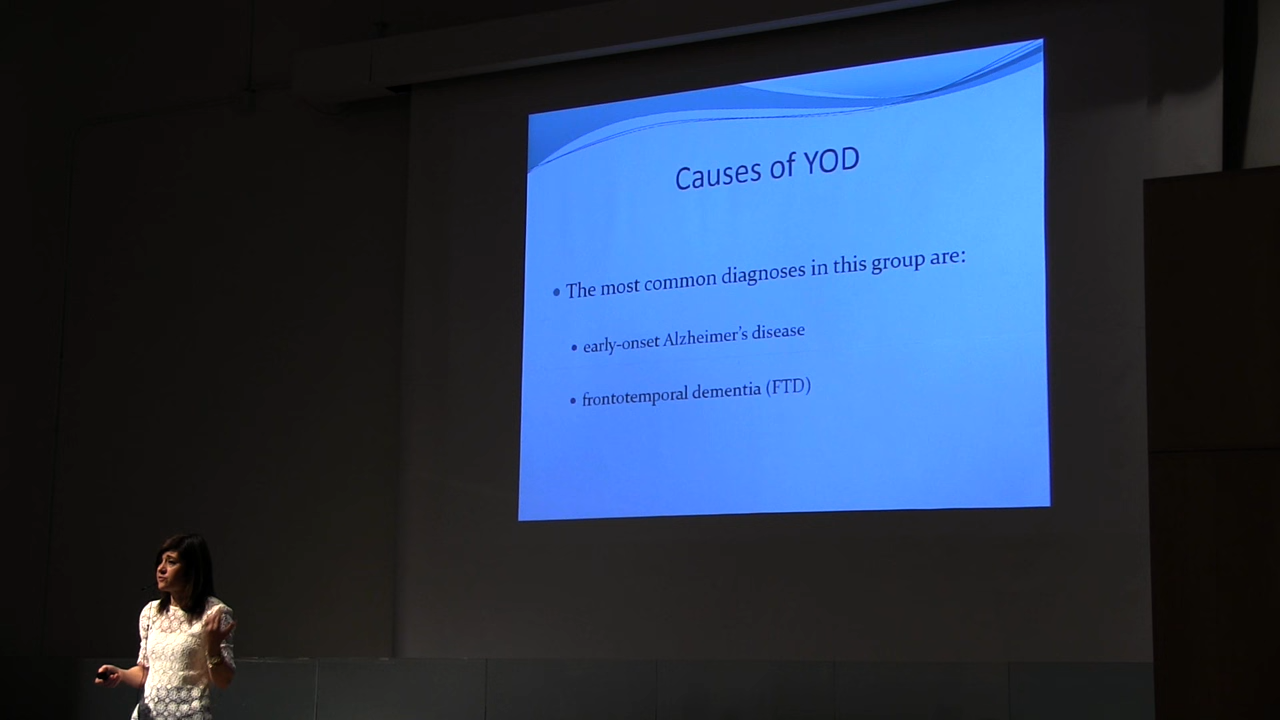 Causes of YOD
• The most common diagnoses in this group are:
• early-onset Alzheimer's disease
• frontotemporal dementia (FTD)